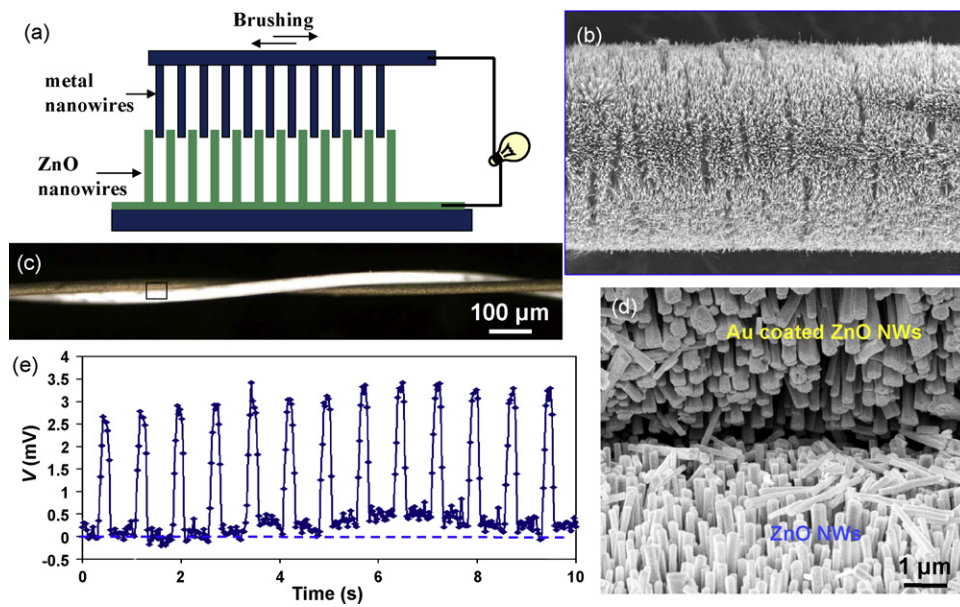 (a)
Brushing
metal
nanowires
ZnO
nanowires
(b)
(c)
100 µm
(d)
Au coated ZnO NWs
ZnO NWs
1 µm
(e)
V (mV)
4
3.5
3
2.5
2
1.5
1
0.5
0
-0.5
0 2 4 6 8 10
Time (s)